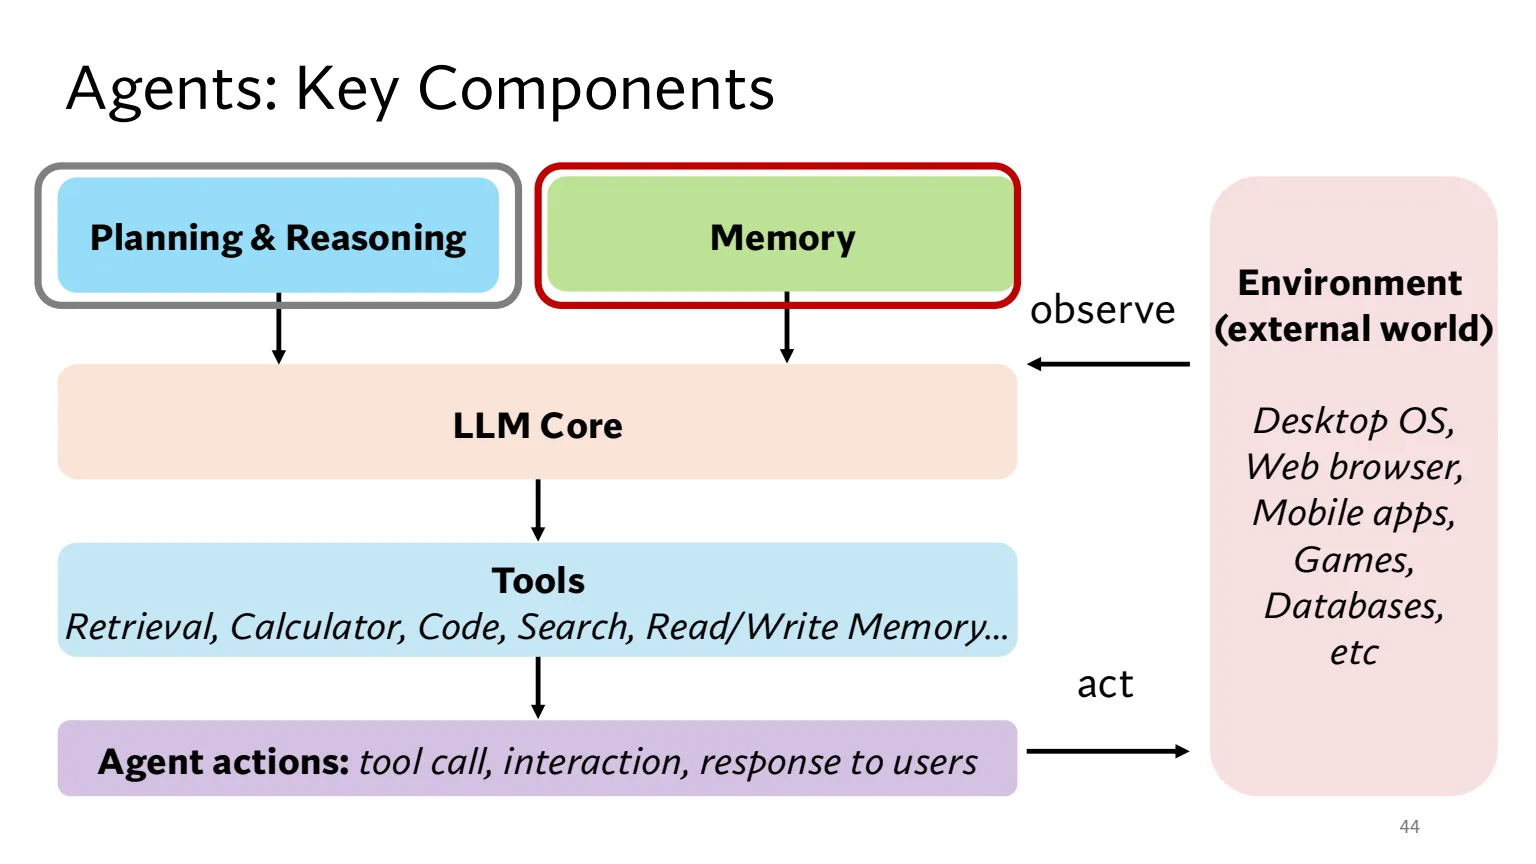 Agents: Key Components
Planning & Reasoning
Memory
observe
LLM Core
Tools
Retrieval, Calculator, Code, Search, Read/Write Memory...
act
Agent actions: tool call, interaction, response to users
Environment
(external world)
Desktop OS,
Web browser,
Mobile apps,
Games,
Databases,
etc
44